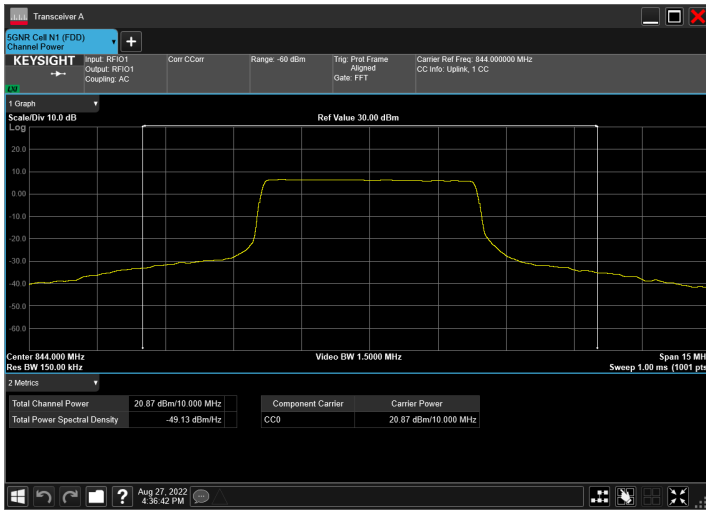 Transceiver A
5GNR Cell N1 (FDD)
Channel Power
KEYSIGHT
LXI
Input: RFIO1
Output: RFIO1
Coupling: AC
Corr CCorr
Range: -60 dBm
Trig: Prot Frame
Aligned
Gate: FFT
Carrier Ref Freq: 844.000000 MHz
CC Info: Uplink, 1 CC
1 Graph
Scale/Div 10.0 dB
Ref Value 30.00 dBm
Log
20.0
10.0
0.00
-10.0
-20.0
-30.0
-40.0
-50.0
-60.0
Center 844.000 MHz
Video BW 1.5000 MHz
Span 15 MH
Res BW 150.00 kHz
Sweep 1.00 ms (1001 pts
2 Metrics
Total Channel Power 20.87 dBm/10.000 MHz
Total Power Spectral Density -49.13 dBm/Hz
Component Carrier Carrier Power
CC0 20.87 dBm/10.000 MHz
Aug 27, 2022
4:36:42 PM